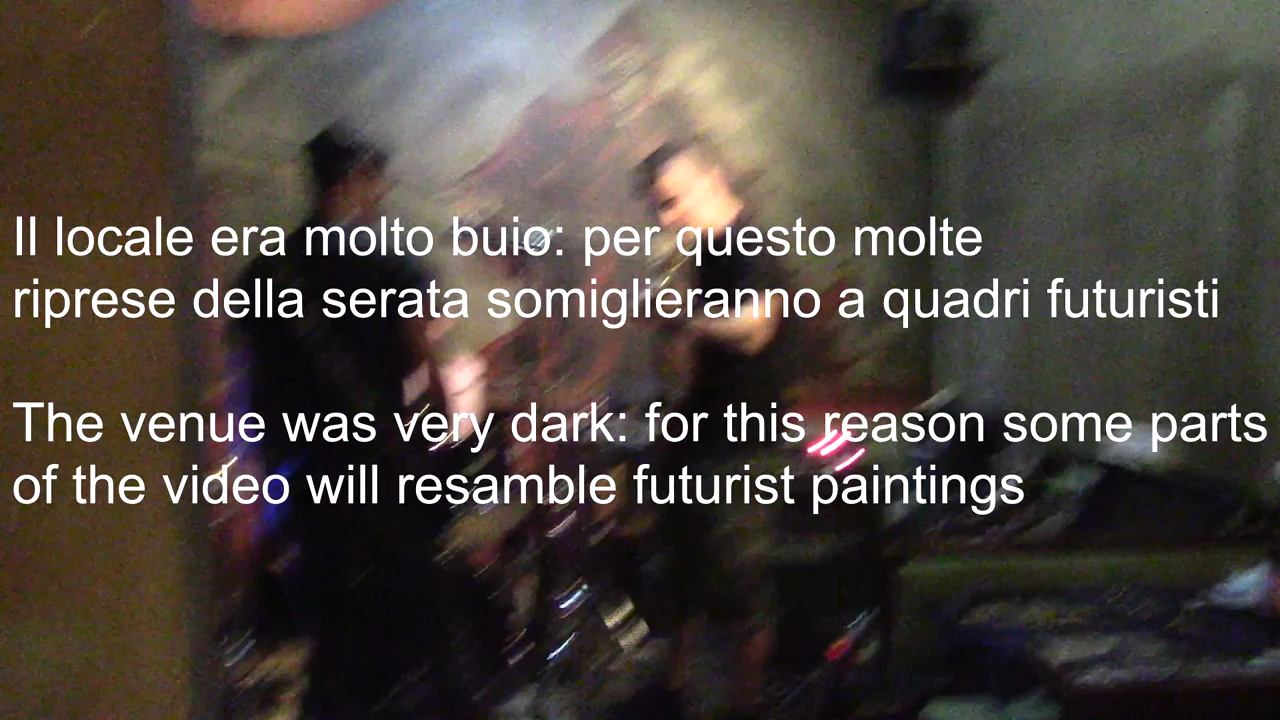 Il locale era molto buio: per questo molte
riprese della serata somiglieranno a quadri futuristi
The venue was very dark: for this reason some parts
of the video will resamble futurist paintings